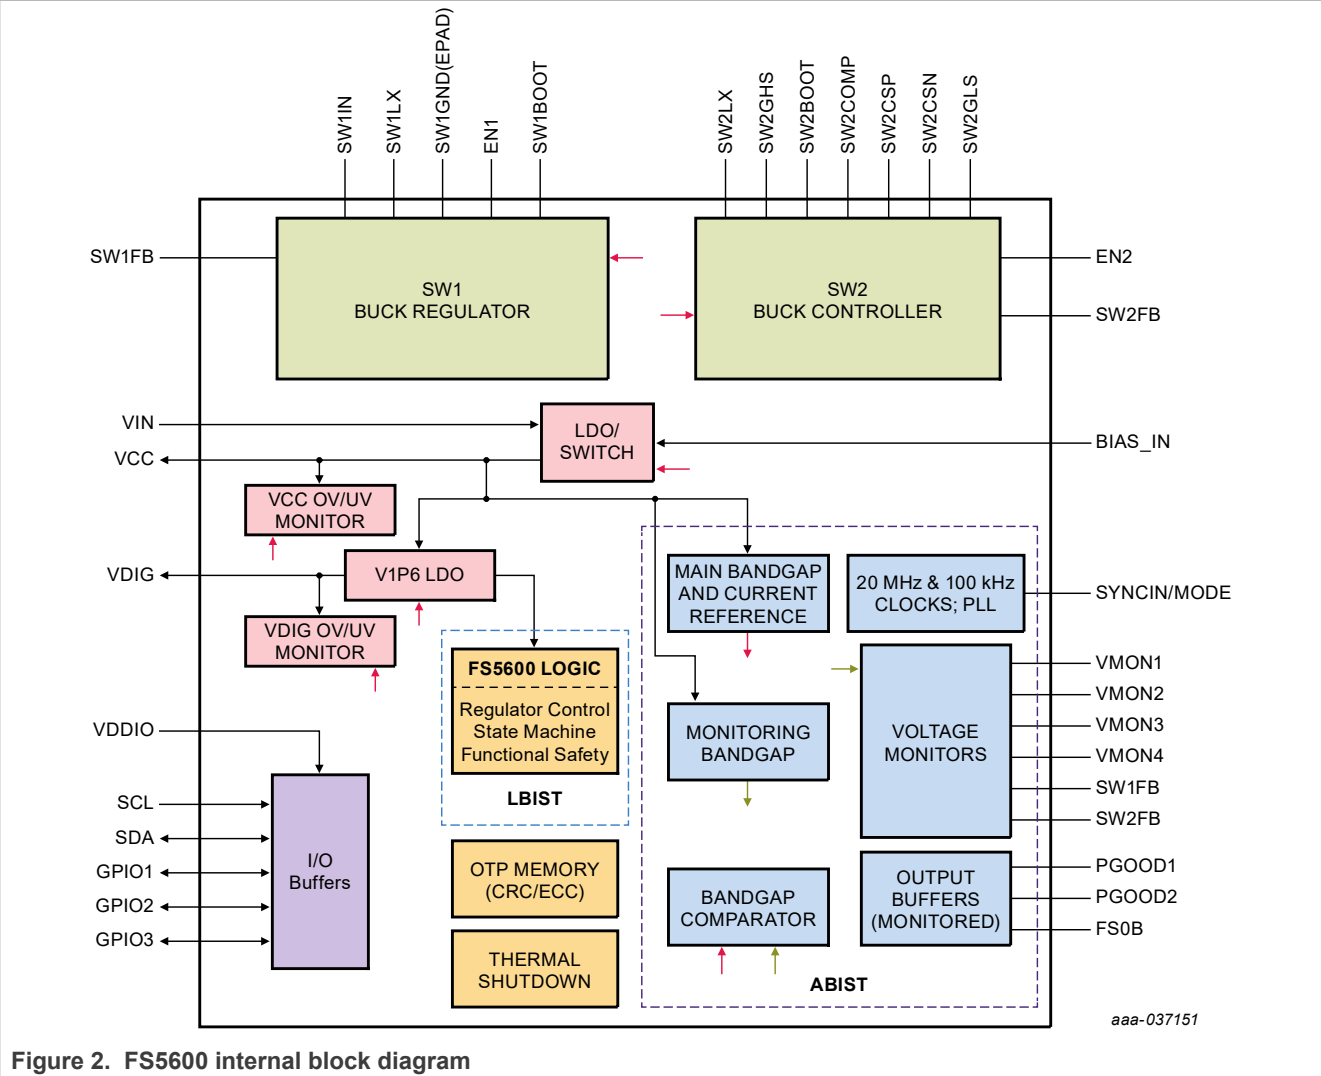 SW1IN
SW1LX
SW1GND(EPAD)
EN1
SW1BOOT
SW2LX
SW2GHS
SW2BOOT
SW2COMP
SW2CSP
SW2CSN
SW2GLS
SW1FB
SW1
BUCK REGULATOR
SW2
BUCK CONTROLLER
EN2
SW2FB
VIN
VCC
LDO/
SWITCH
BIAS_IN
VCC OV/UV
MONITOR
VDIG
V1P6 LDO
VDIG OV/UV
MONITOR
MAIN BANDGAP
AND CURRENT
REFERENCE
20 MHz & 100 kHz
CLOCKS; PLL
SYNCIN/MODE
FS5600 LOGIC
Regulator Control
State Machine
Functional Safety
LBIST
MONITORING
BANDGAP
VOLTAGE
MONITORS
VMON1
VMON2
VMON3
VMON4
SW1FB
SW2FB
VDDIO
SCL
SDA
GPIO1
GPIO2
GPIO3
I/O
Buffers
OTP MEMORY
(CRC/ECC)
THERMAL
SHUTDOWN
BANDGAP
COMPARATOR
OUTPUT
BUFFERS
(MONITORED)
PGOOD1
PGOOD2
FS0B
ABIST
aaa-037151
Figure 2. FS5600 internal block diagram